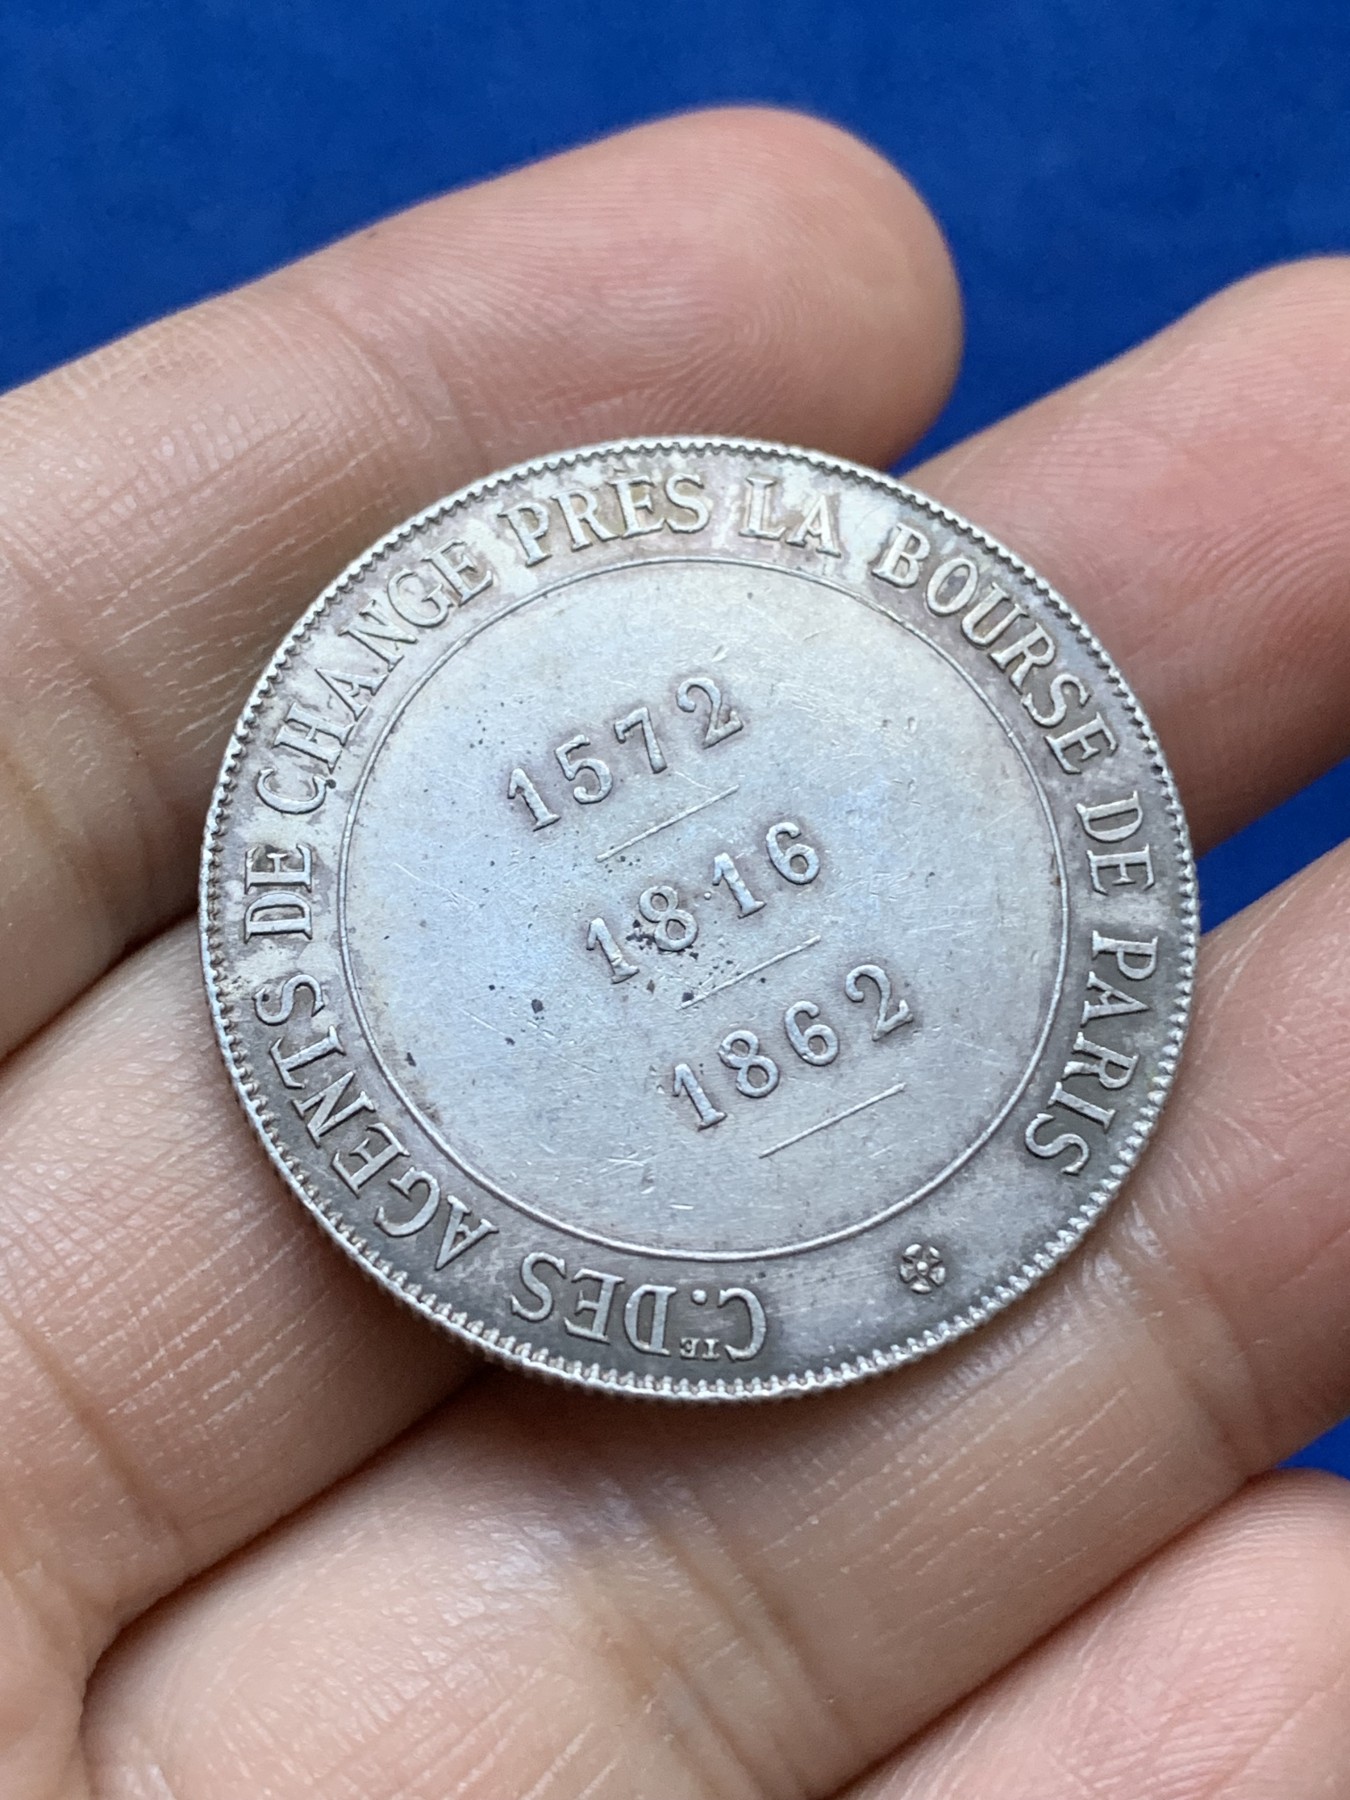 C.IE DES AGENTS DE CHANGE PRÈS LA BOURSE DE PARIS
1572
1816
1862